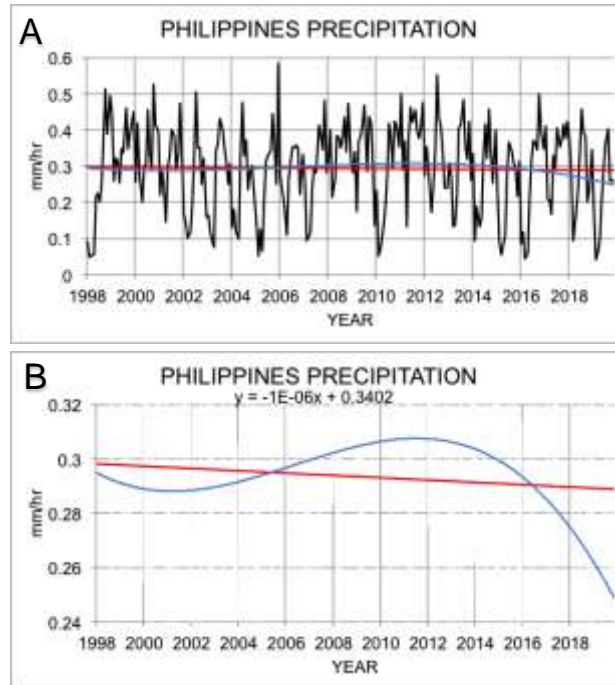 A
PHILIPPINES PRECIPITATION
0.6
0.5
0.4
0.3
0.2
0.1
0
mm/hr
1998 2000 2002 2004 2006 2008 2010 2012 2014 2016 2018
YEAR
B
PHILIPPINES PRECIPITATION
y = -1E-06x + 0.3402
0.32
0.3
0.28
0.26
0.24
mm/hr
1998 2000 2002 2004 2006 2008 2010 2012 2014 2016 2018
YEAR